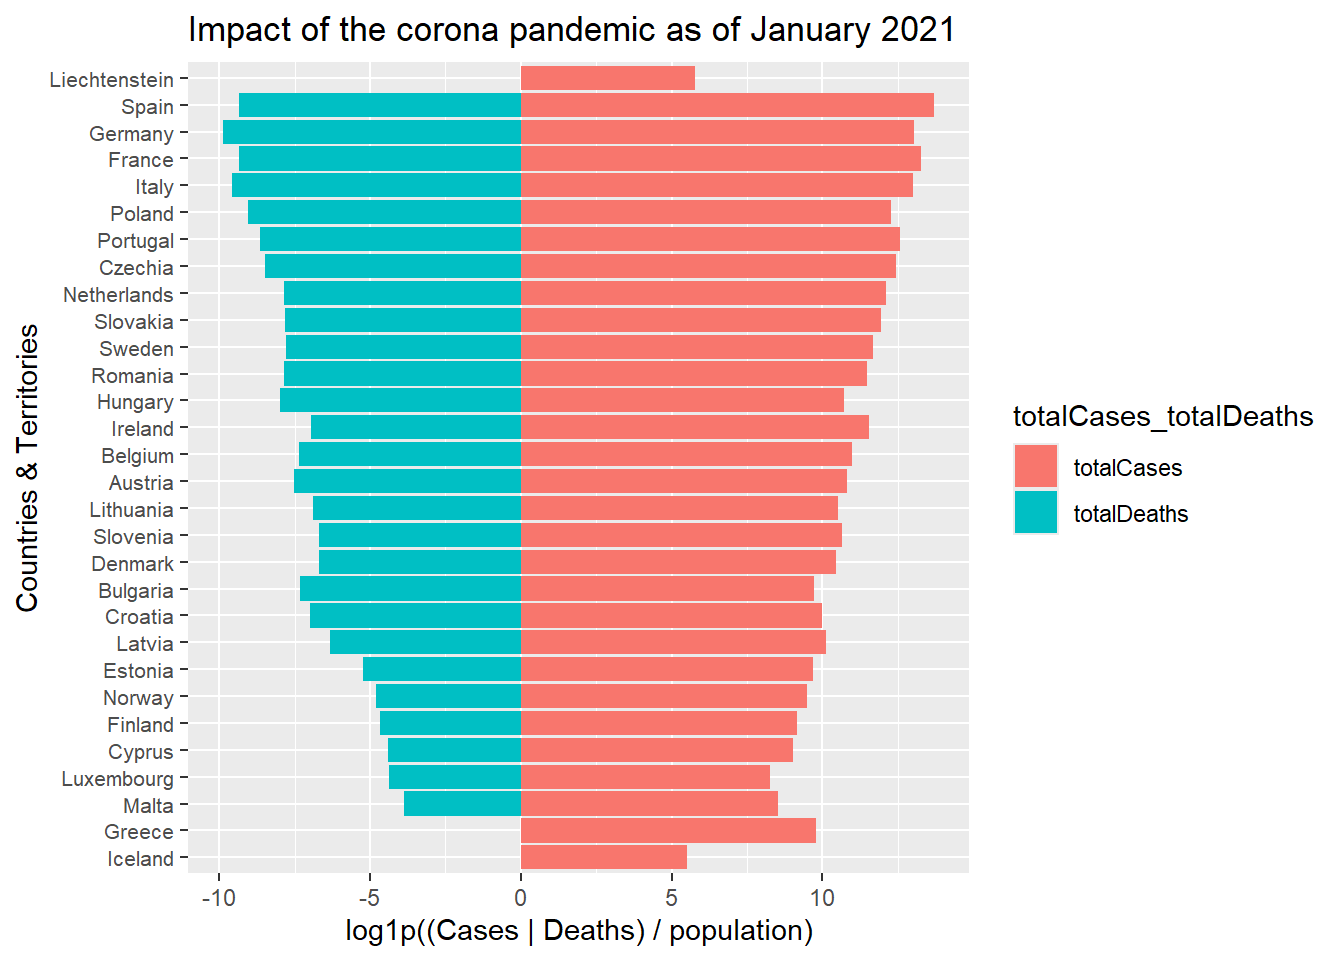 Impact of the corona pandemic as of January 2021
Countries & Territories
Liechtenstein
Spain
Germany
France
Italy
Poland
Portugal
Czechia
Netherlands
Slovakia
Sweden
Romania
Hungary
Ireland
Belgium
Austria
Lithuania
Slovenia
Denmark
Bulgaria
Croatia
Latvia
Estonia
Norway
Finland
Cyprus
Luxembourg
Malta
Greece
Iceland
-10 -5 0 5 10
log1p((Cases | Deaths) / population)
totalCases_totalDeaths
totalCases
totalDeaths